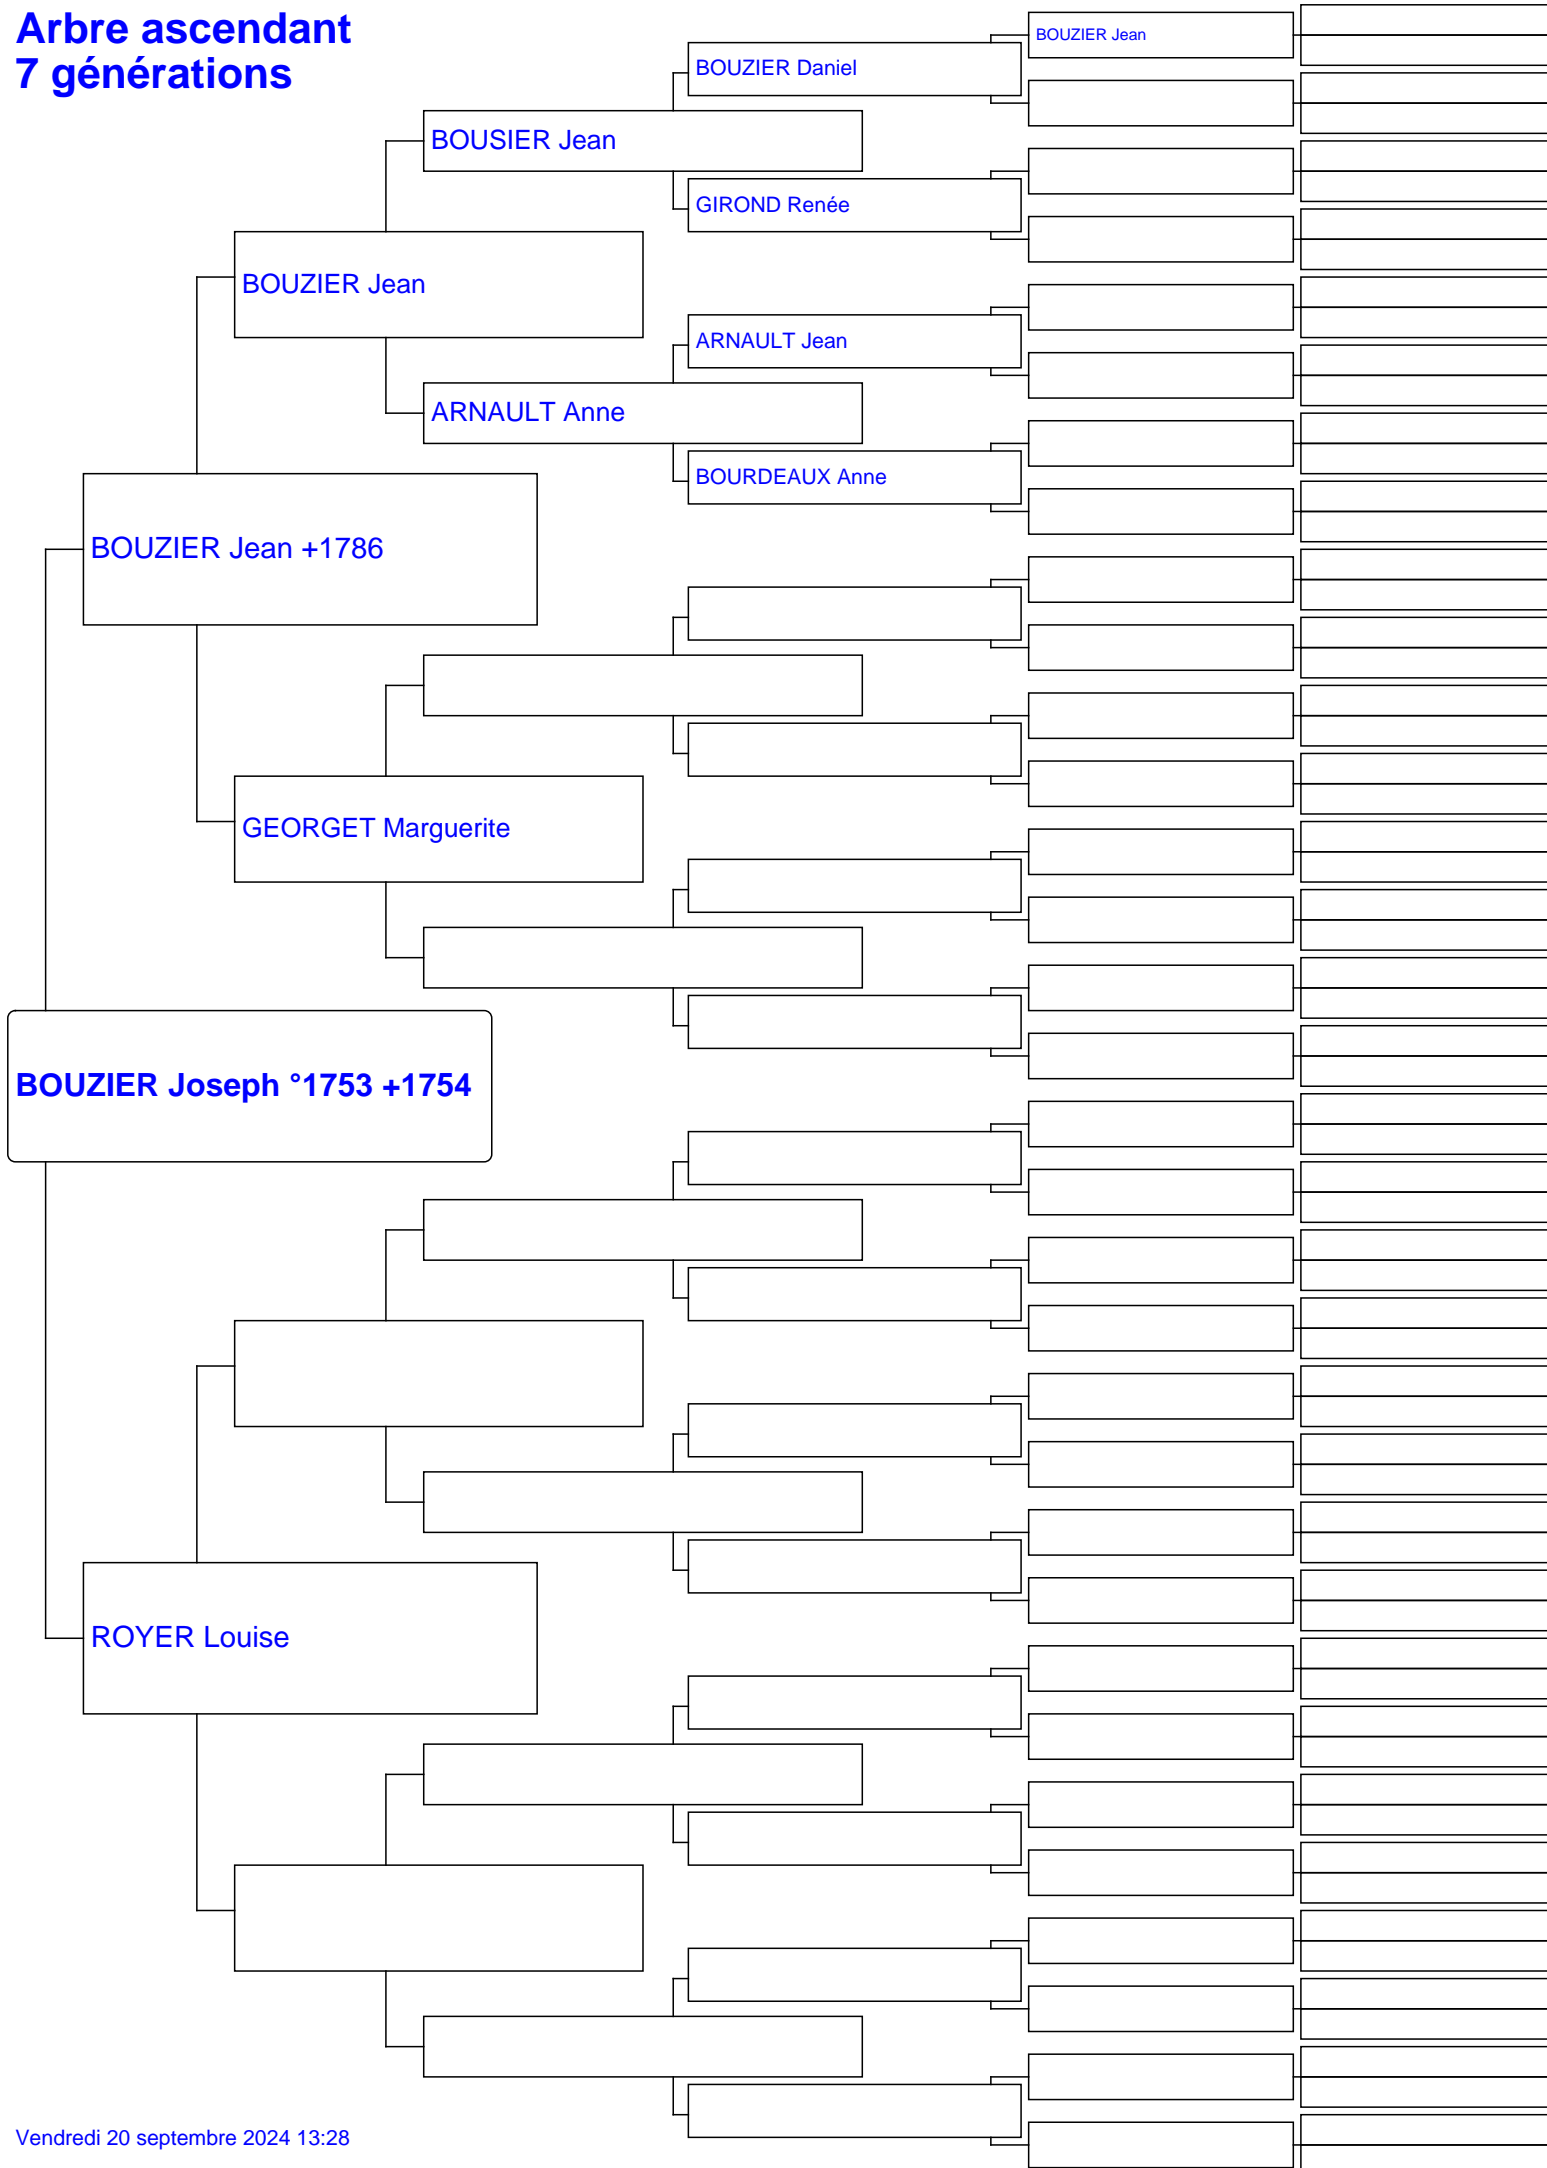 Arbre ascendant
7 générations
BOUZIER Jean
BOUZIER Daniel
BOUSIER Jean
GIROND Renée
BOUZIER Jean
ARNAULT Jean
ARNAULT Anne
BOURDEAUX Anne
BOUZIER Jean +1786
GEORGET Marguerite
BOUZIER Joseph °1753 +1754
ROYER Louise
Vendredi 20 septembre 2024 13:28